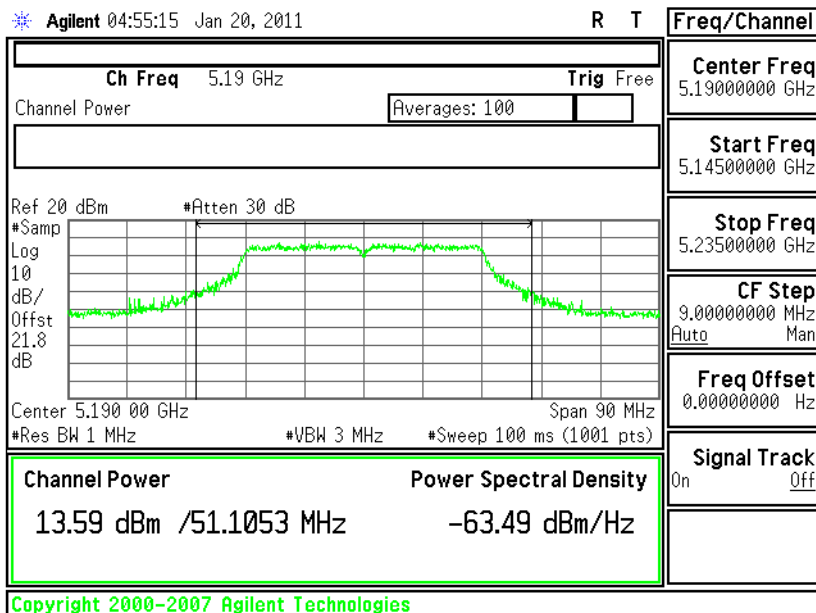 Agilent 04:55:15 Jan 20, 2011 R T
Freq/Channel
Ch Freq 5.19 GHz Trig Free
Channel Power Averages: 100
Center Freq
5.19000000 GHz
Start Freq
5.14500000 GHz
Stop Freq
5.23500000 GHz
CF Step
9.00000000 MHz
Auto Man
Freq Offset
0.00000000 Hz
Signal Track
On Off
Ref 20 dBm #Atten 30 dB
#Samp
Log
10
dB/
Offst
21.8
dB
Center 5.190 00 GHz Span 90 MHz
#Res BW 1 MHz #VBW 3 MHz #Sweep 100 ms (1001 pts)
Channel Power Power Spectral Density
13.59 dBm /51.1053 MHz -63.49 dBm/Hz
Copyright 2000-2007 Agilent Technologies